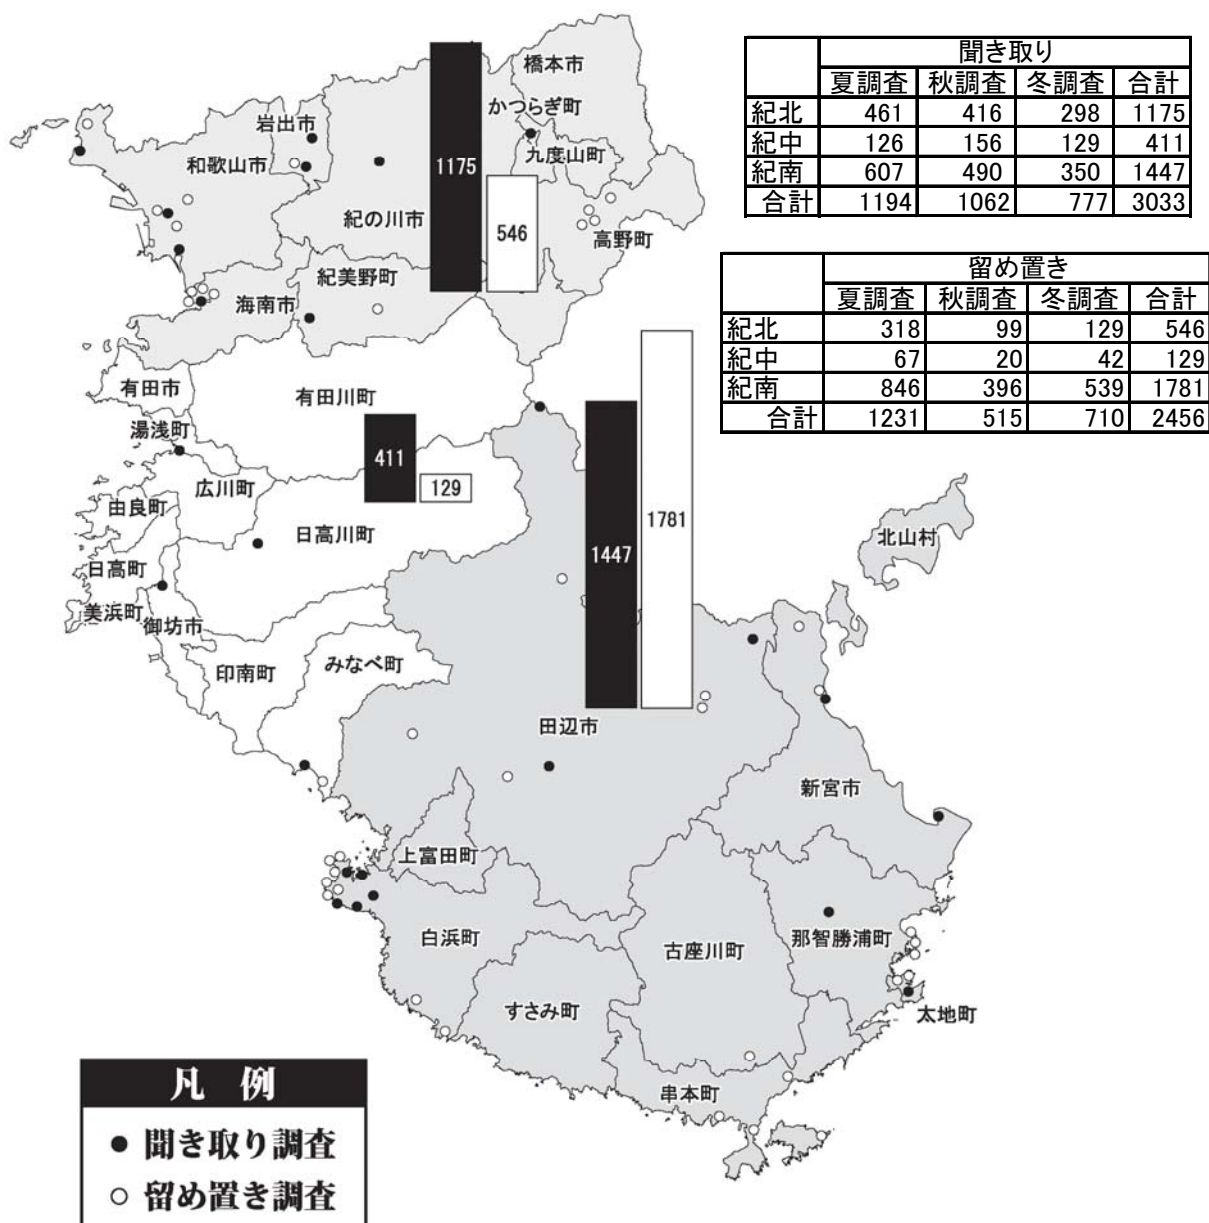 聞き取り
夏調査 秋調査 冬調査 合計
紀北 461 416 298 1175
紀中 126 156 129 411
紀南 607 490 350 1447
合計 1194 1062 777 3033
留め置き
夏調査 秋調査 冬調査 合計
紀北 318 99 129 546
紀中 67 20 42 129
紀南 846 396 539 1781
合計 1231 515 710 2456
橋本市
かつらぎ町
岩出市
九度山町
和歌山市
1175
紀の川市
546
高野町
紀美野町
海南市
有田市
有田川町
湯浅町
411
129
広川町
由良町
日高川町
1781
1447
北山村
日高町
美浜町
御坊市
印南町
みなべ町
田辺市
新宮市
上富田町
白浜町
古座川町
那智勝浦町
すさみ町
太地町
串本町
凡 例
● 聞き取り調査
○ 留め置き調査